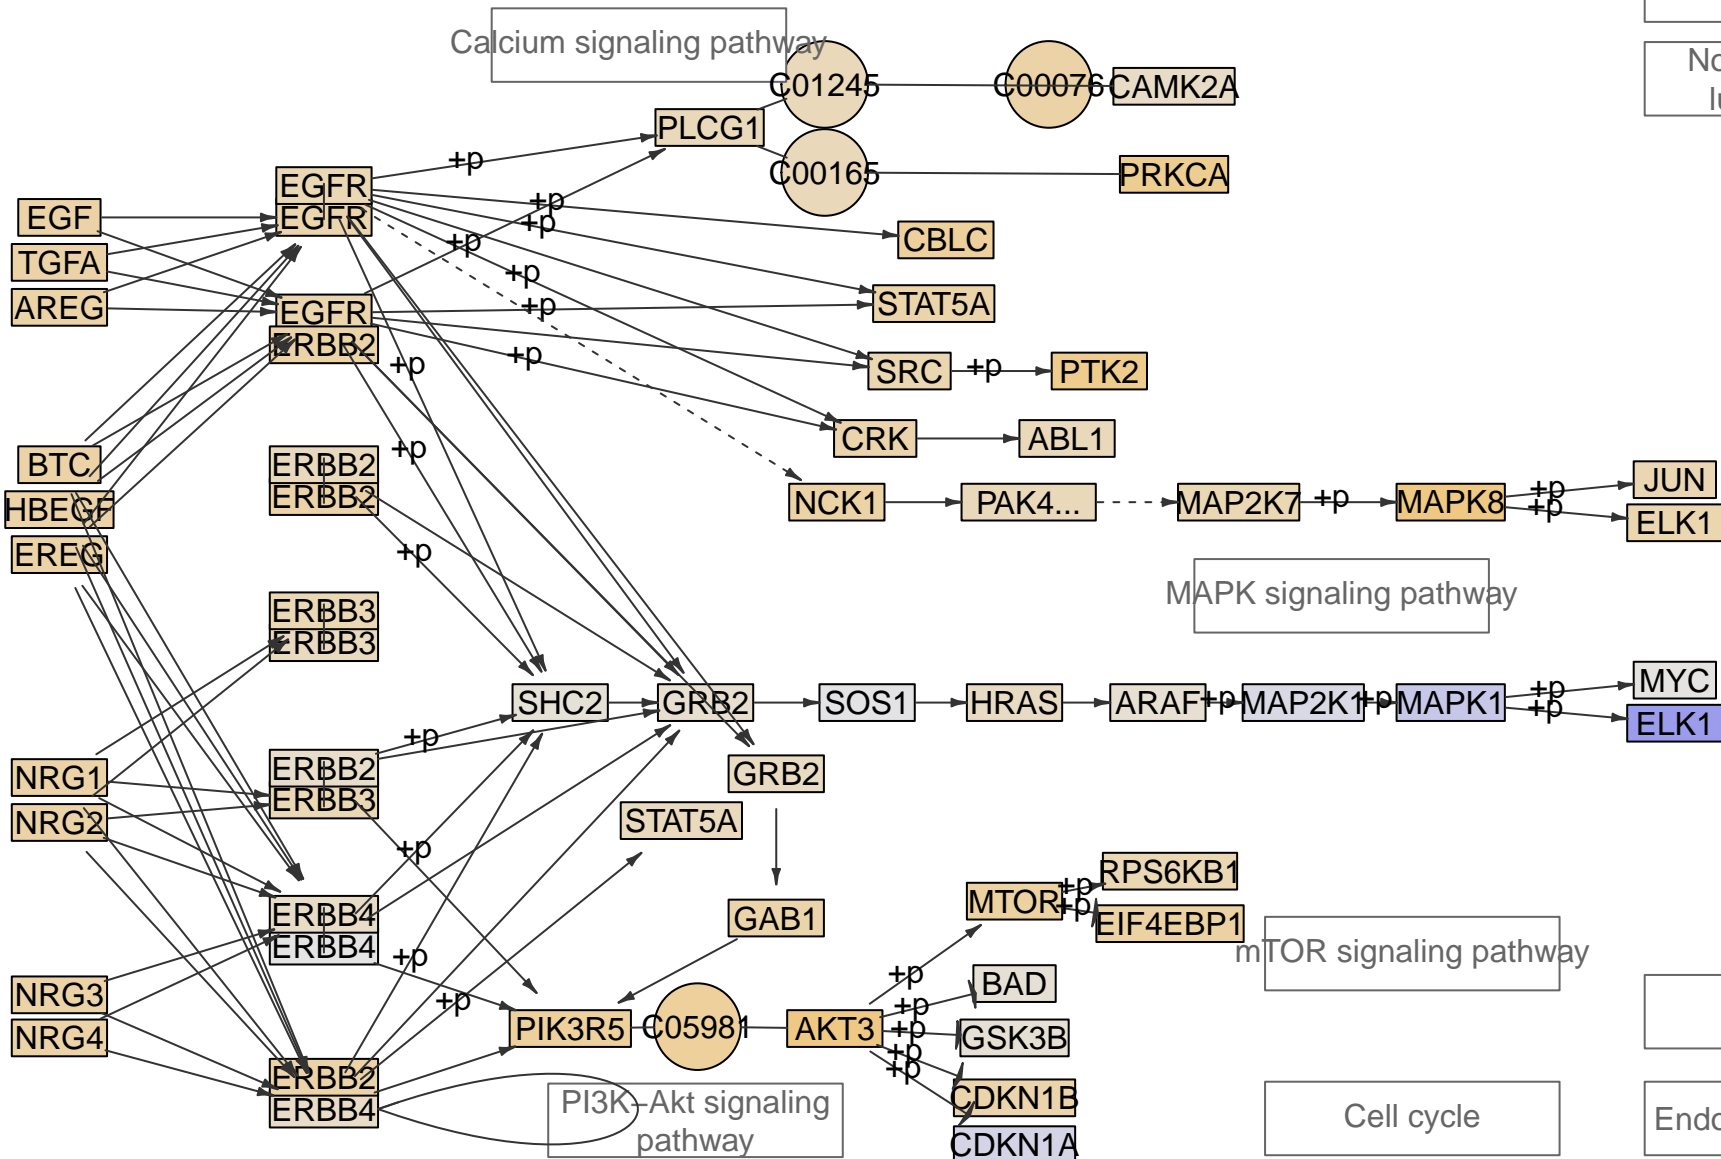 Calcium signaling pathway
No
lu
C01245
C00076
CAMK2A
PLCG1
+p
C00165
PRKCA
EGFR
EGFR
+p
+p
EGF
CBLC
+p
TGFA
+p
AREG
EGFR
+p
STAT5A
ERBB2
+p
+p
SRC
+p
PTK2
CRK
ABL1
+p
BTC
ERBB2
ERBB2
HBEGF
NCK1
PAK4...
MAP2K7
+p
MAPK8
+p
+p
JUN
ELK1
EREG
+p
MAPK signaling pathway
ERBB3
ERBB3
SHC2
GRB2
SOS1
HRAS
ARAF
+p
MAP2K1
+p
MAPK1
+p
+p
MYC
ELK1
+p
NRG1
ERBB2
ERBB3
GRB2
NRG2
STAT5A
+p
ERBB4
ERBB4
GAB1
MTOR
+p
+p
RPS6KB1
EIF4EBP1
mTOR signaling pathway
+p
+p
NRG3
+p
BAD
NRG4
PIK3R5
C05981
AKT3
+p
+p
GSK3B
+p
+p
ERBB2
ERBB4
PI3K−Akt signaling
pathway
CDKN1B
CDKN1A
Cell cycle
Endo